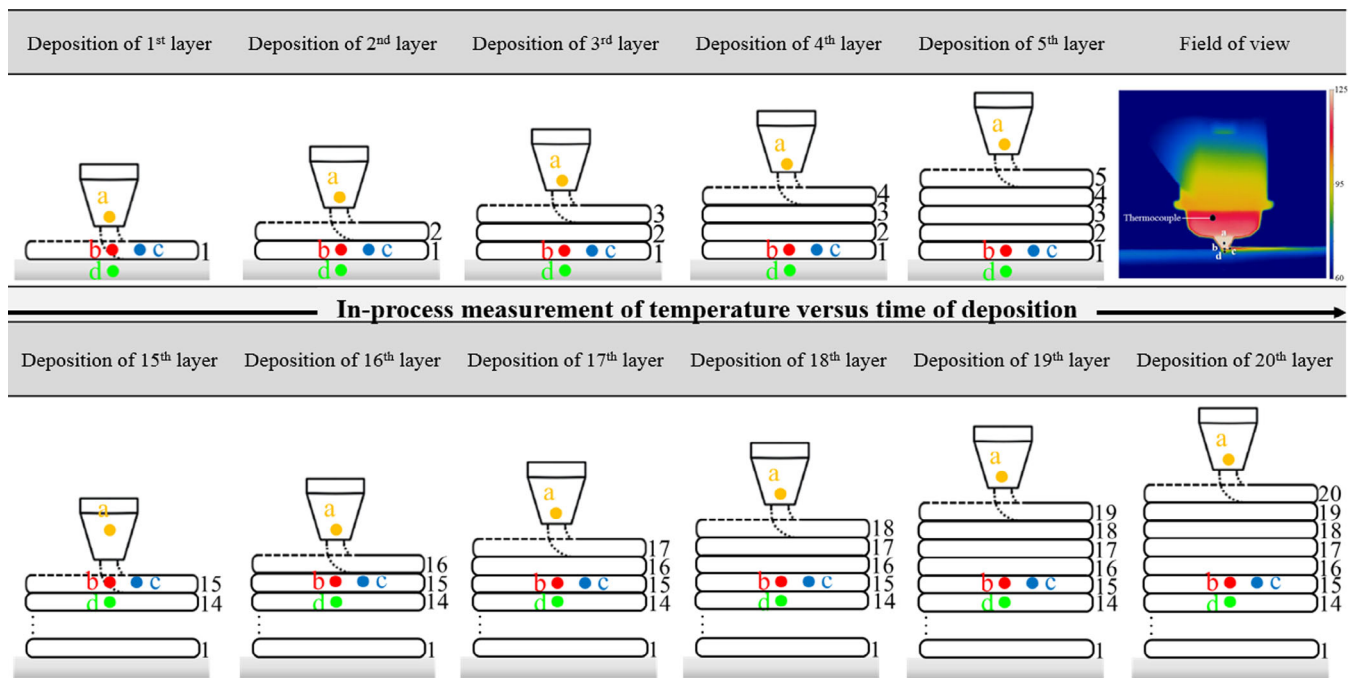 Deposition of 1st layer
Deposition of 2nd layer
Deposition of 3rd layer
Deposition of 4th layer
Deposition of 5th layer
Field of view
a
b
c
1
d
a
2
b
c
1
d
a
3
2
b
c
1
d
a
4
3
2
b
c
1
d
a
5
4
3
2
b
c
1
d
125
95
Thermocouple
a
b
c
d
60
In-process measurement of temperature versus time of deposition
Deposition of 15th layer
Deposition of 16th layer
Deposition of 17th layer
Deposition of 18th layer
Deposition of 19th layer
Deposition of 20th layer
a
b
c
15
d
14
1
a
16
b
c
15
d
14
1
a
17
16
b
c
15
d
14
1
a
18
17
16
b
c
15
d
14
1
a
19
18
17
16
b
c
15
d
14
1
a
20
19
18
17
16
b
c
15
d
14
1